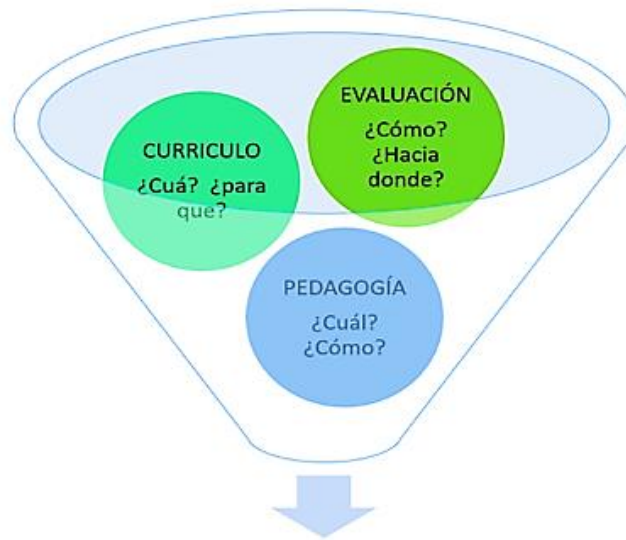 CURRICULO
¿Cuá? ¿para
que?
EVALUACIÓN
¿Cómo?
¿Hacia
donde?
PEDAGOGÍA
¿Cuál?
¿Cómo?